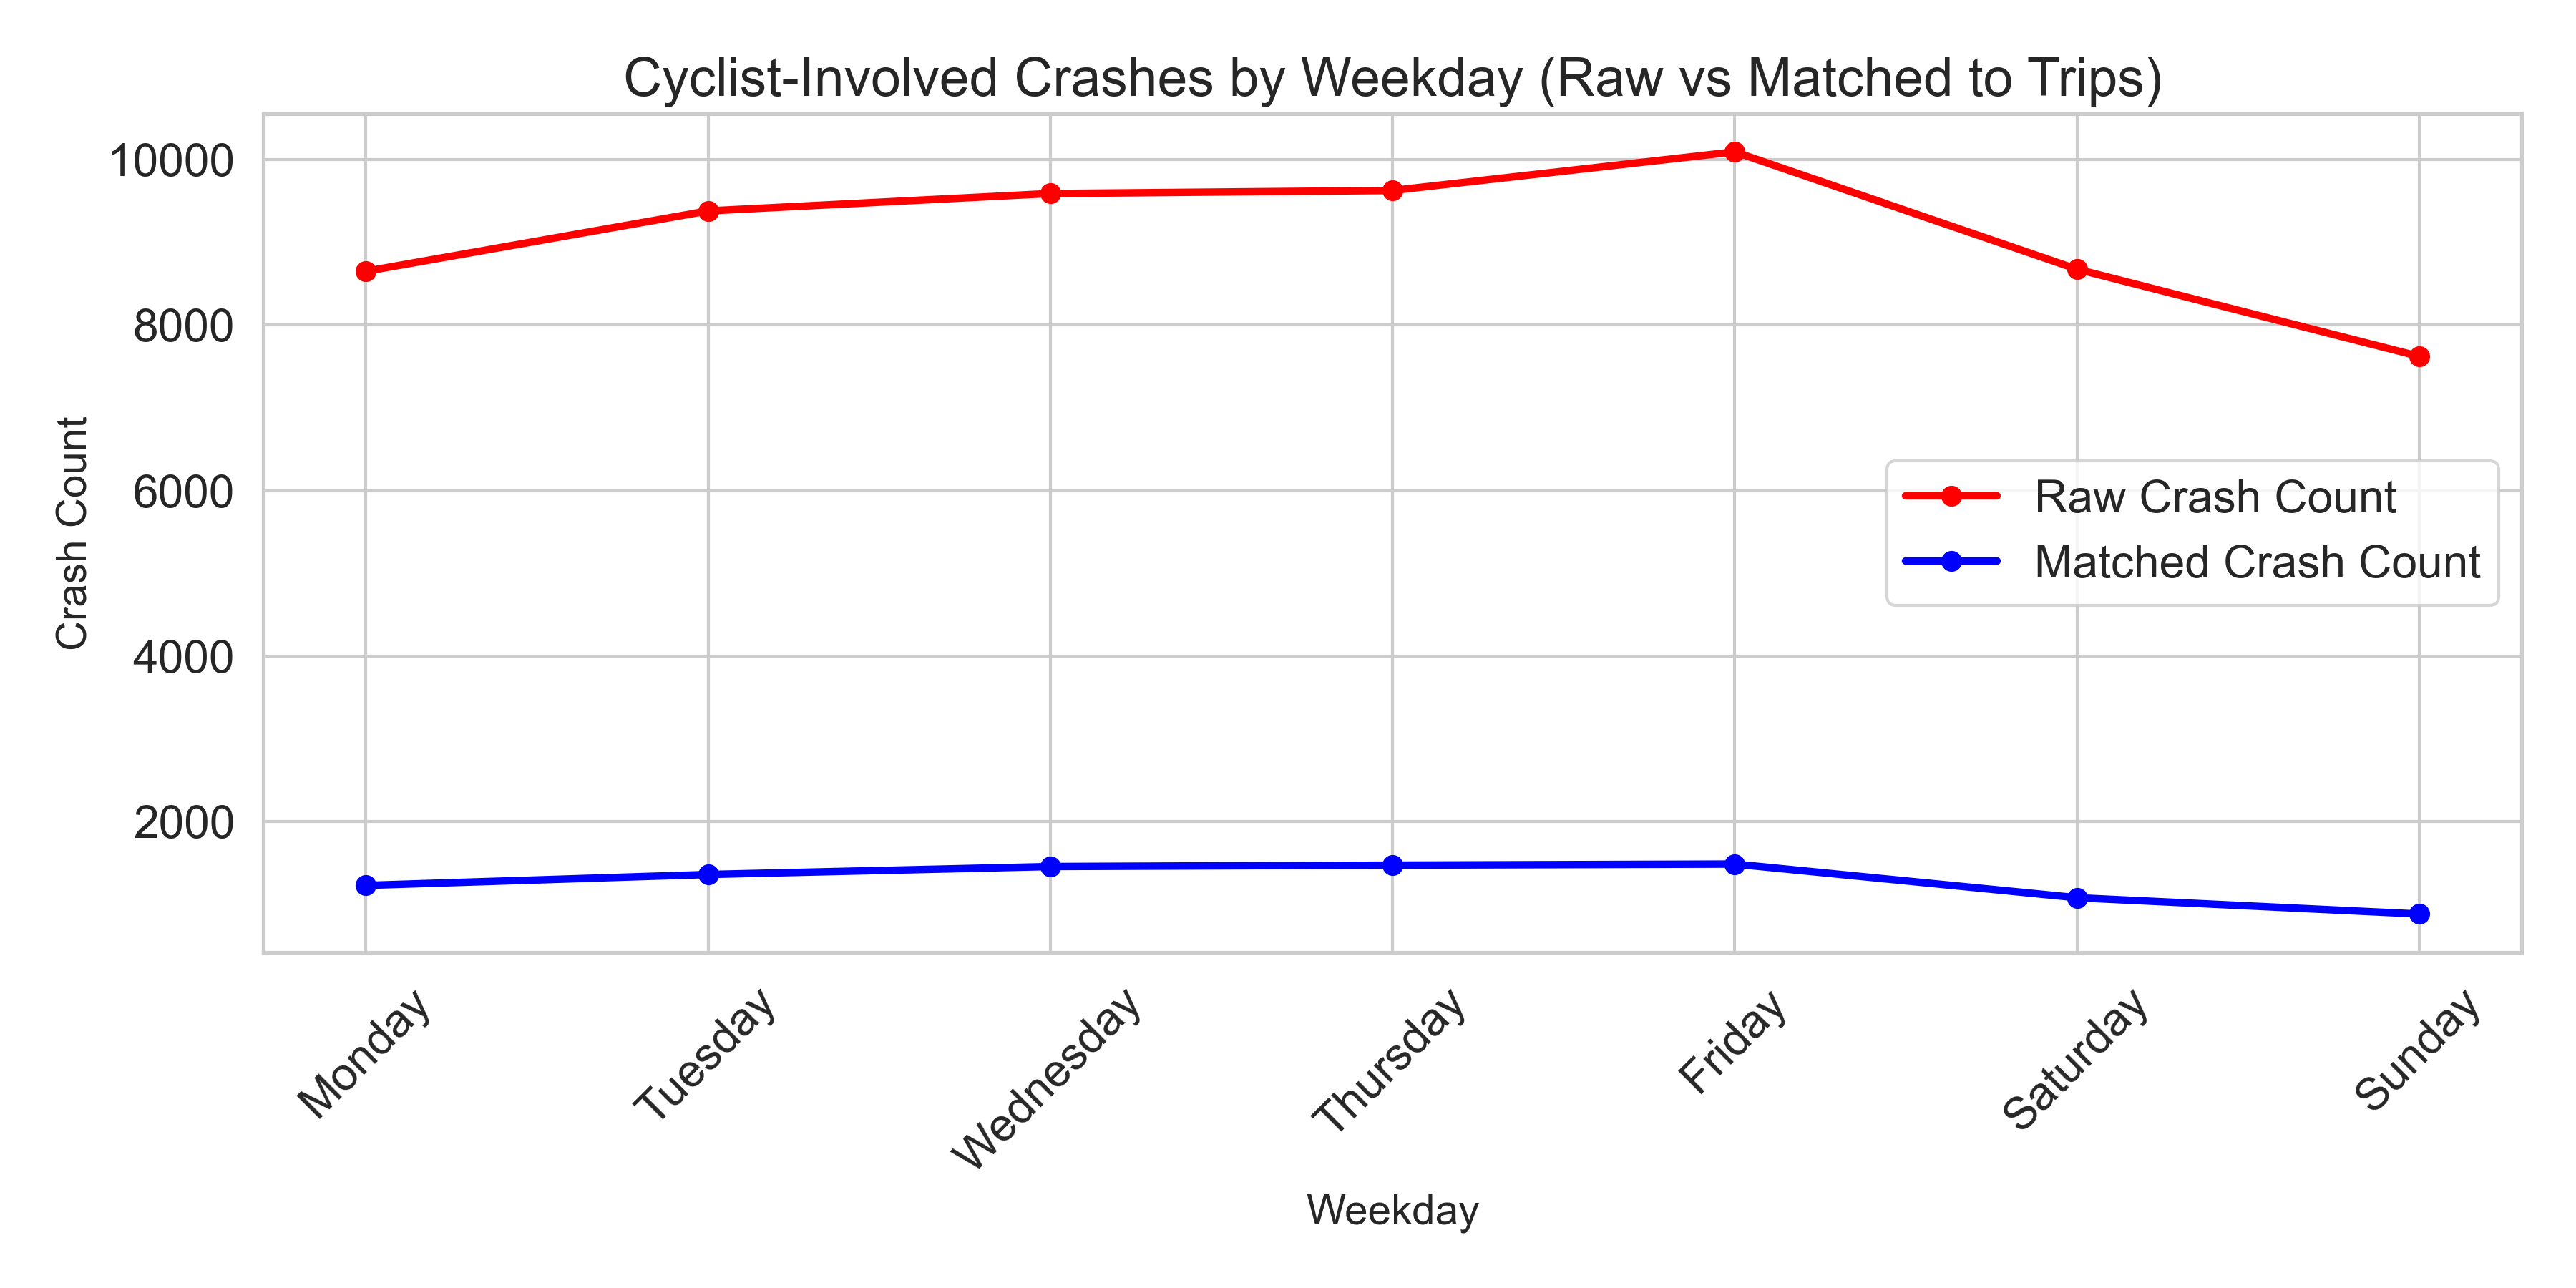 Cyclist-Involved Crashes by Weekday (Raw vs Matched to Trips)
10000
8000
6000
4000
2000
Crash Count
Raw Crash Count
Matched Crash Count
Monday
Tuesday
Wednesday
Thursday
Friday
Saturday
Sunday
Weekday